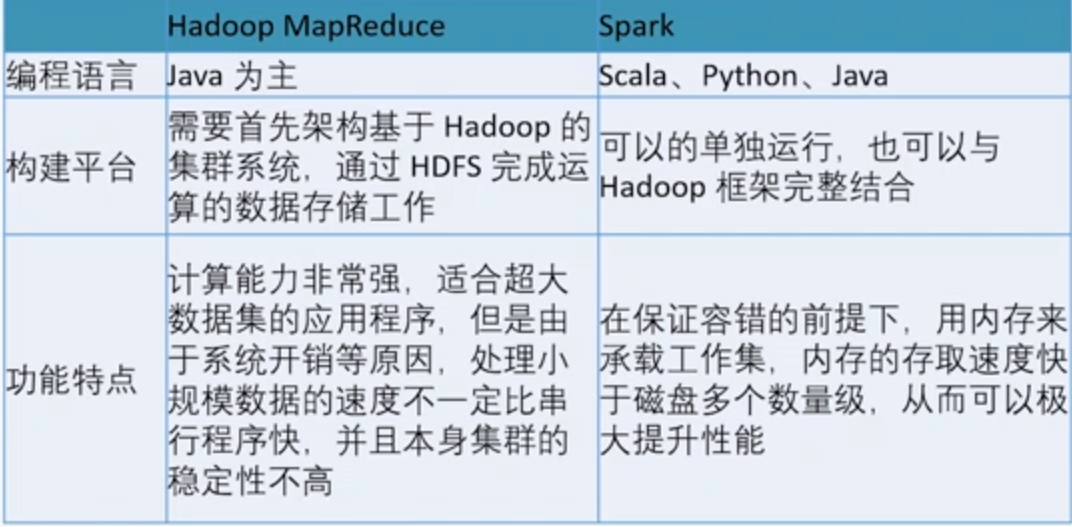 Hadoop MapReduce
Spark
编程语言
Java 为主
Scala、Python、Java
构建平台
需要首先架构基于 Hadoop 的
集群系统，通过 HDFS 完成运
算的数据存储工作
可以的单独运行，也可以与
Hadoop 框架完整结合
功能特点
计算能力非常强，适合超大
数据集的应用程序，但是由
于系统开销等原因，处理小
规模数据的速度不一定比串
行程序快，并且本身集群的
稳定性不高
在保证容错的前提下，用内存来
承载工作集，内存的存取速度快
于磁盘多个数量级，从而可以极
大提升性能